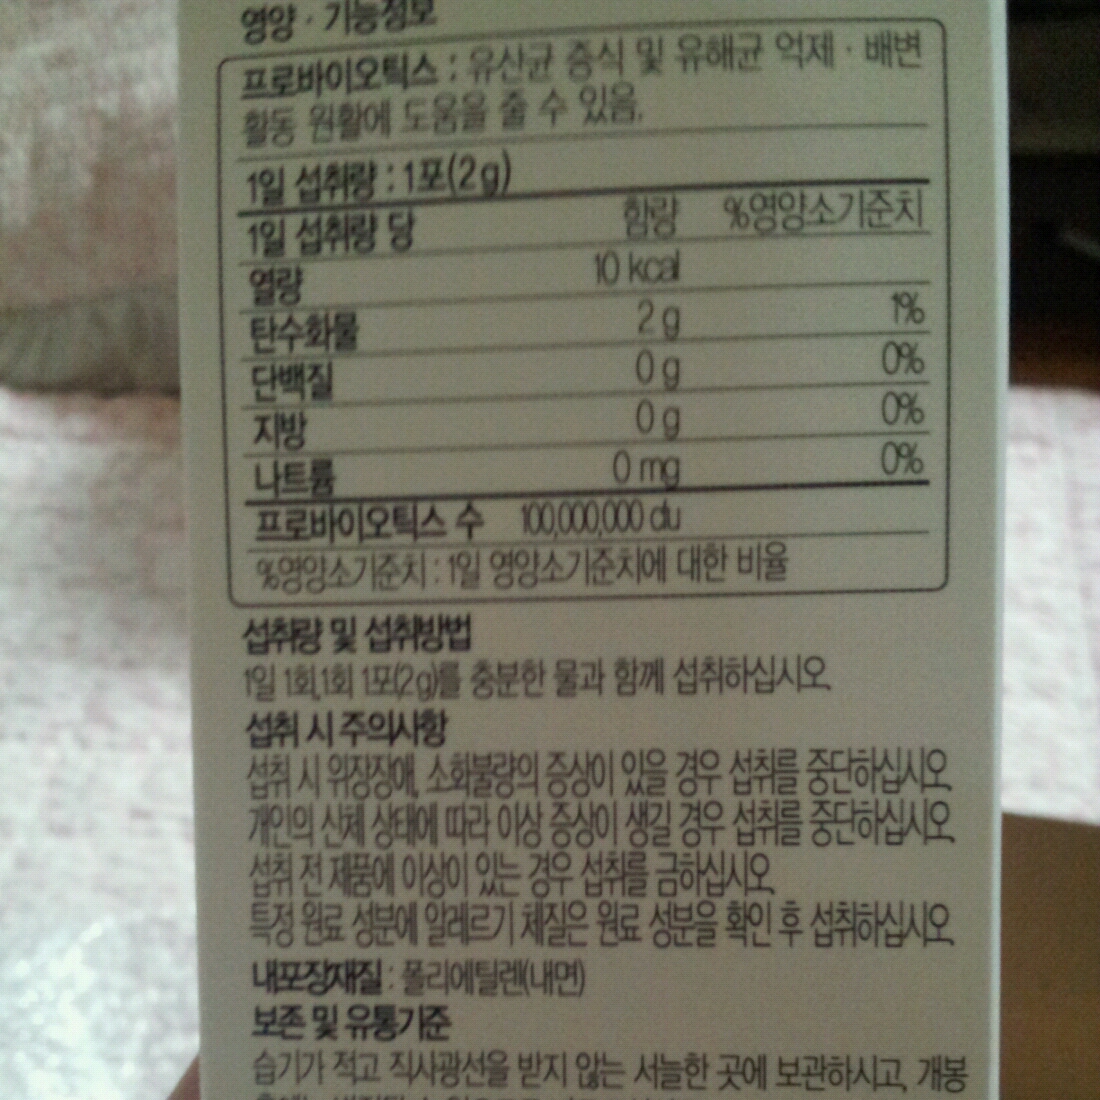 영양 · 기능정보
프로바이오틱스 : 유산균 증식 및 유해균 억제 · 배변
활동 원활에 도움을 줄 수 있음.
1일 섭취량 : 1포(2g)
1일 섭취량 당 함량 %영양소기준치
열량 10 kcal
탄수화물 2 g 1%
단백질 0 g 0%
지방 0 g 0%
나트륨 0 mg 0%
프로바이오틱스 수 100,000,000 cfu
%영양소기준치 : 1일 영양소기준치에 대한 비율
섭취량 및 섭취방법
1일 1회, 1회 1포(2g)를 충분한 물과 함께 섭취하십시오.
섭취 시 주의사항
섭취 시 위장장애, 소화불량의 증상이 있을 경우 섭취를 중단하십시오.
개인의 신체 상태에 따라 이상 증상이 생길 경우 섭취를 중단하십시오.
섭취 전 제품에 이상이 있는 경우 섭취를 금하십시오.
특정 원료 성분에 알레르기 체질은 원료 성분을 확인 후 섭취하십시오.
내포장재질 : 폴리에틸렌(내면)
보존 및 유통기준
습기가 적고 직사광선을 받지 않는 서늘한 곳에 보관하시고, 개봉